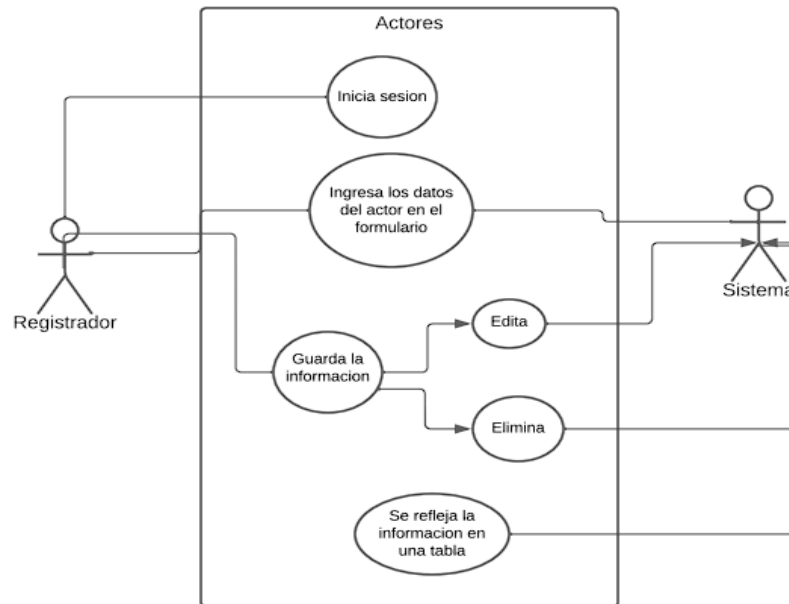 Actores
Inicia sesion
Ingresa los datos
del actor en el
formulario
Registrador
Sistema
Edita
Guarda la
informacion
Elimina
Se refleja la
informacion en
una tabla